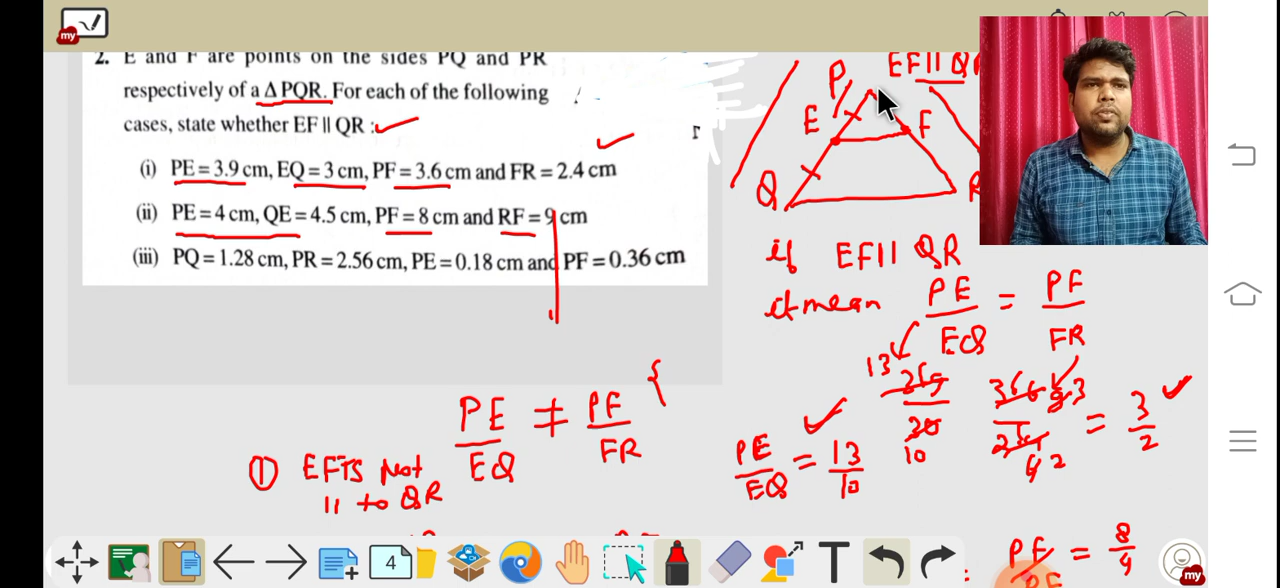 2. E and F are points on the sides PQ and PR
respectively of a Δ PQR. For each of the following
cases, state whether EF || QR :
(i) PE = 3.9 cm, EQ = 3 cm, PF = 3.6 cm and FR = 2.4 cm
(ii) PE = 4 cm, QE = 4.5 cm, PF = 8 cm and RF = 9 cm
(iii) PQ = 1.28 cm, PR = 2.56 cm, PE = 0.18 cm and PF = 0.36 cm
EF||
P
E
F
Q
R
if EF|| QR
it mean PE/EQ = PF/FR
PE/EQ = 13/10
= 3/2
PE/EQ ≠ PF/FR {
① EF is Not
|| to QR
= 8/9
4
T
my
my